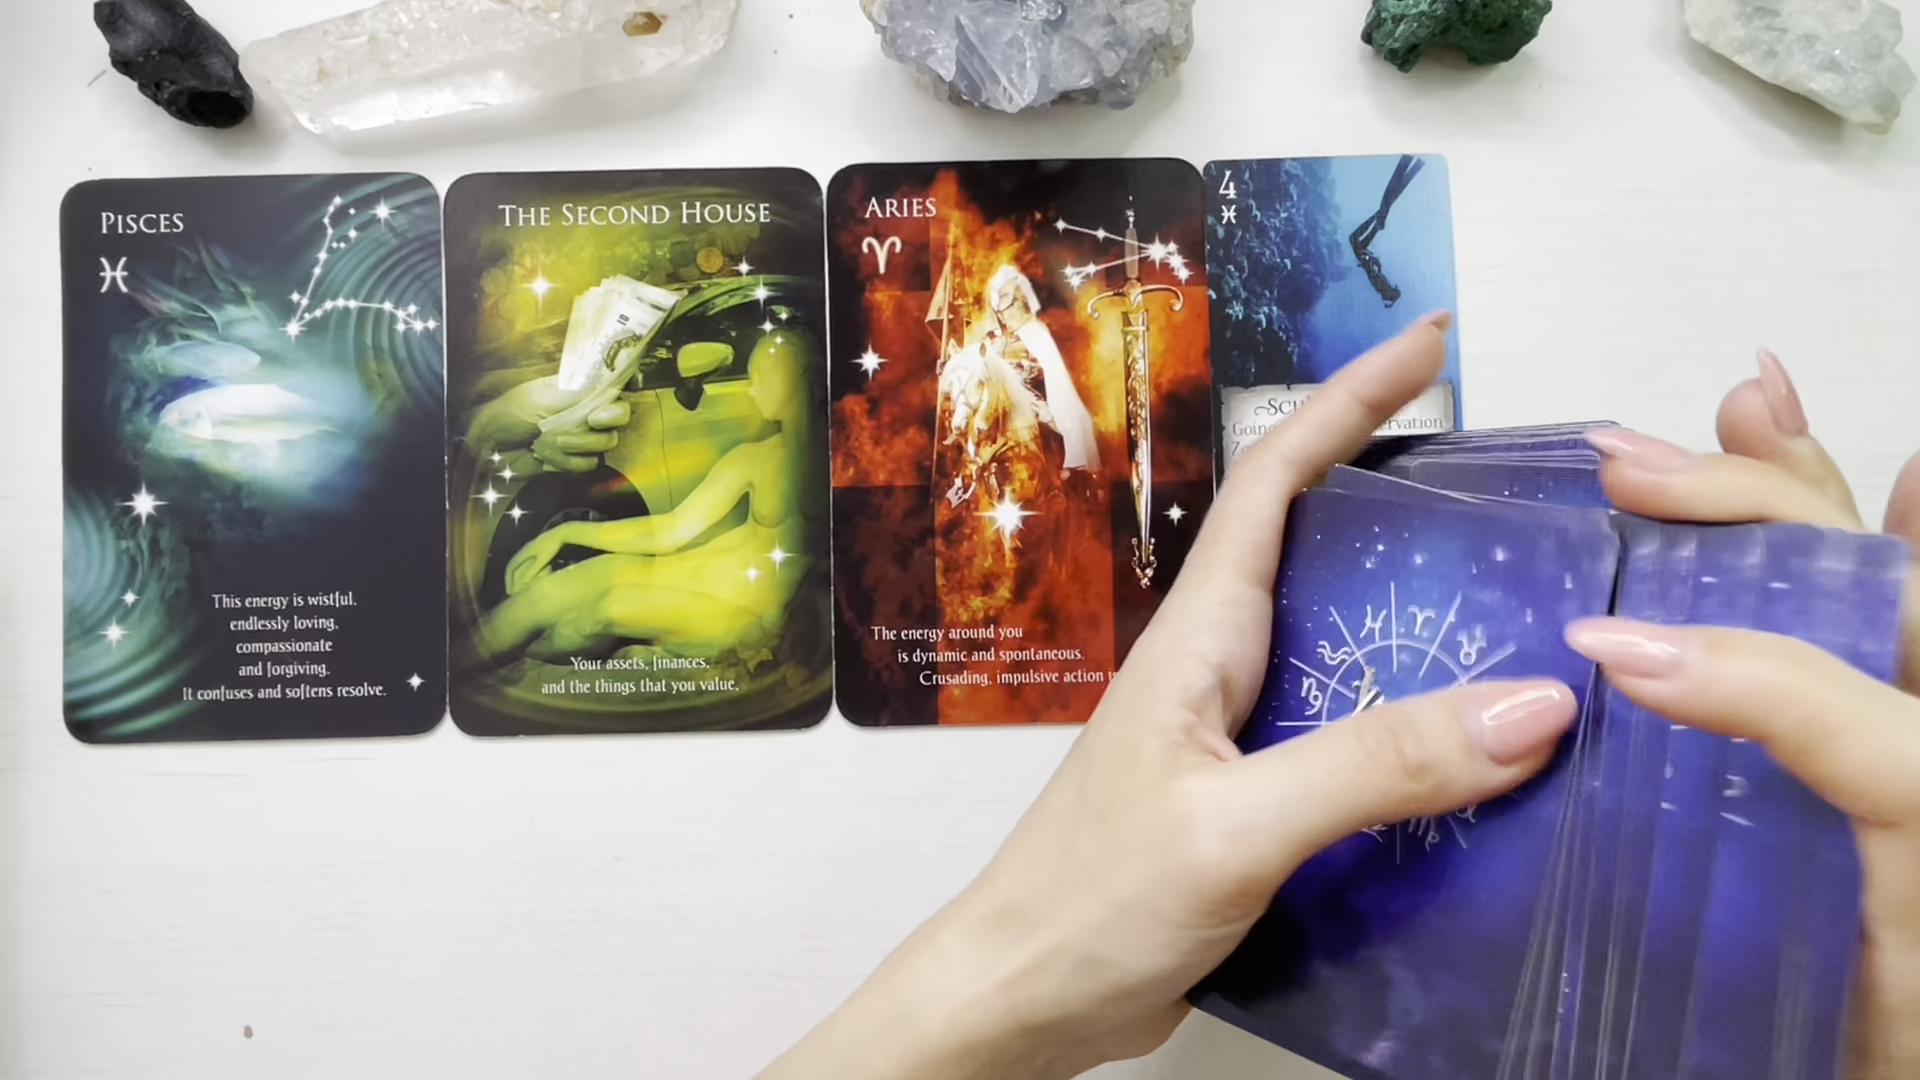 PISCES
♓
This energy is wistful,
endlessly loving,
compassionate
and forgiving.
It confuses and softens resolve.
THE SECOND HOUSE
10
Your assets, finances,
and the things that you value.
ARIES
♈
The energy around you
is dynamic and spontaneous.
Crusading, impulsive action
4
♓